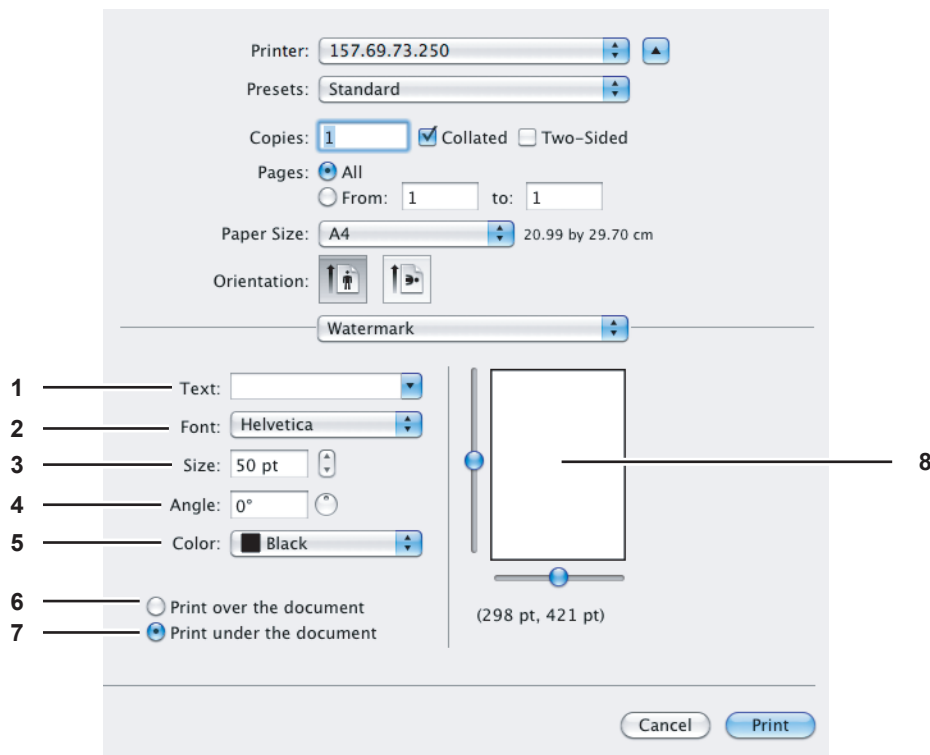 Printer: 157.69.73.250
Presets: Standard
Copies: 1 Collated Two-Sided
Pages: All
From: 1 to: 1
Paper Size: A4 20.99 by 29.70 cm
Orientation:
Watermark
1 Text:
2 Font: Helvetica
3 Size: 50 pt
8
4 Angle: 0°
5 Color: Black
6 Print over the document
(298 pt, 421 pt)
7 Print under the document
Cancel Print